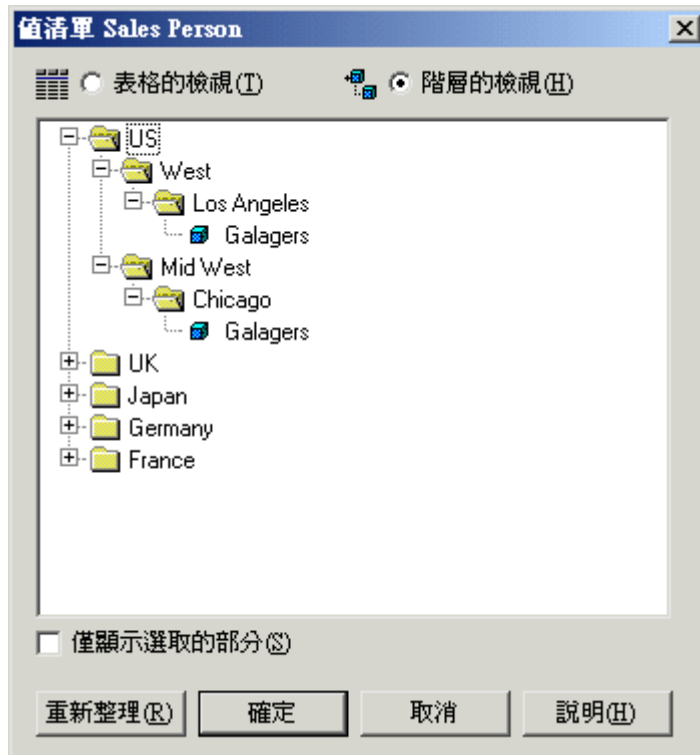 值清單 Sales Person
表格的檢視(T) 階層的檢視(H)
US
West
Los Angeles
Galagers
Mid West
Chicago
Galagers
UK
Japan
Germany
France
僅顯示選取的部分(S)
重新整理(R) 確定 取消 說明(H)